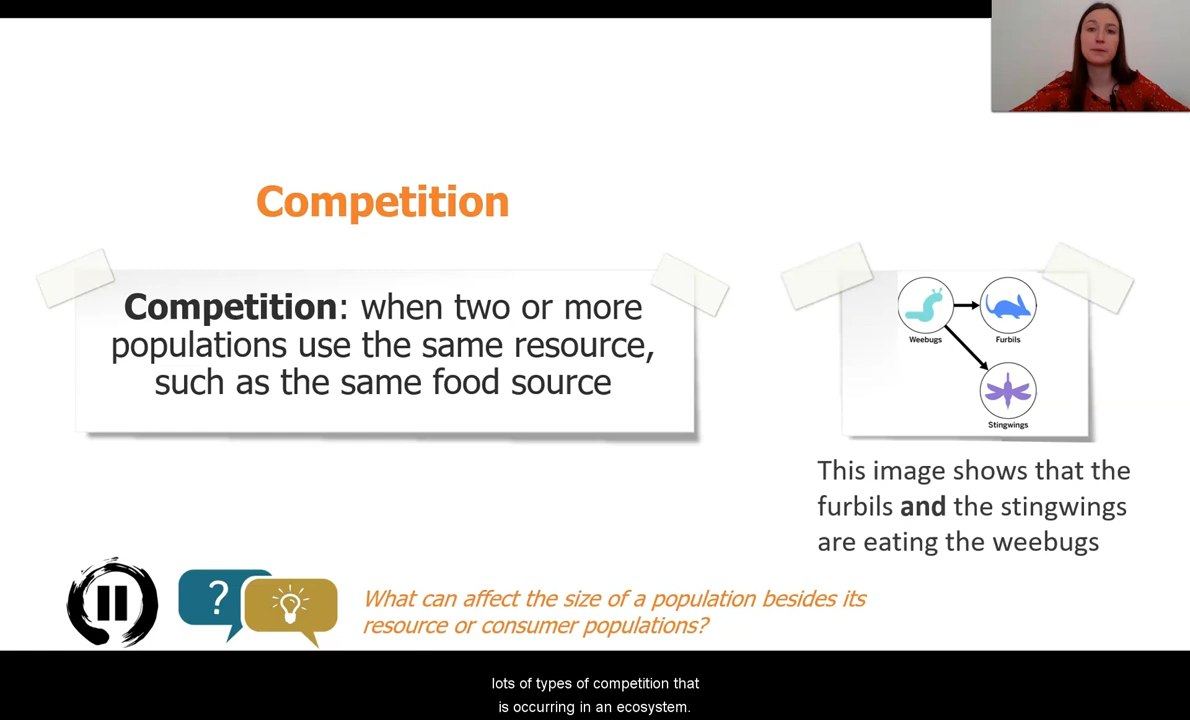 Competition
Competition: when two or more
populations use the same resource,
such as the same food source
Weebugs
Furbils
Stingwings
This image shows that the
furbils and the stingwings
are eating the weebugs
?
What can affect the size of a population besides its
resource or consumer populations?
lots of types of competition that
is occurring in an ecosystem.